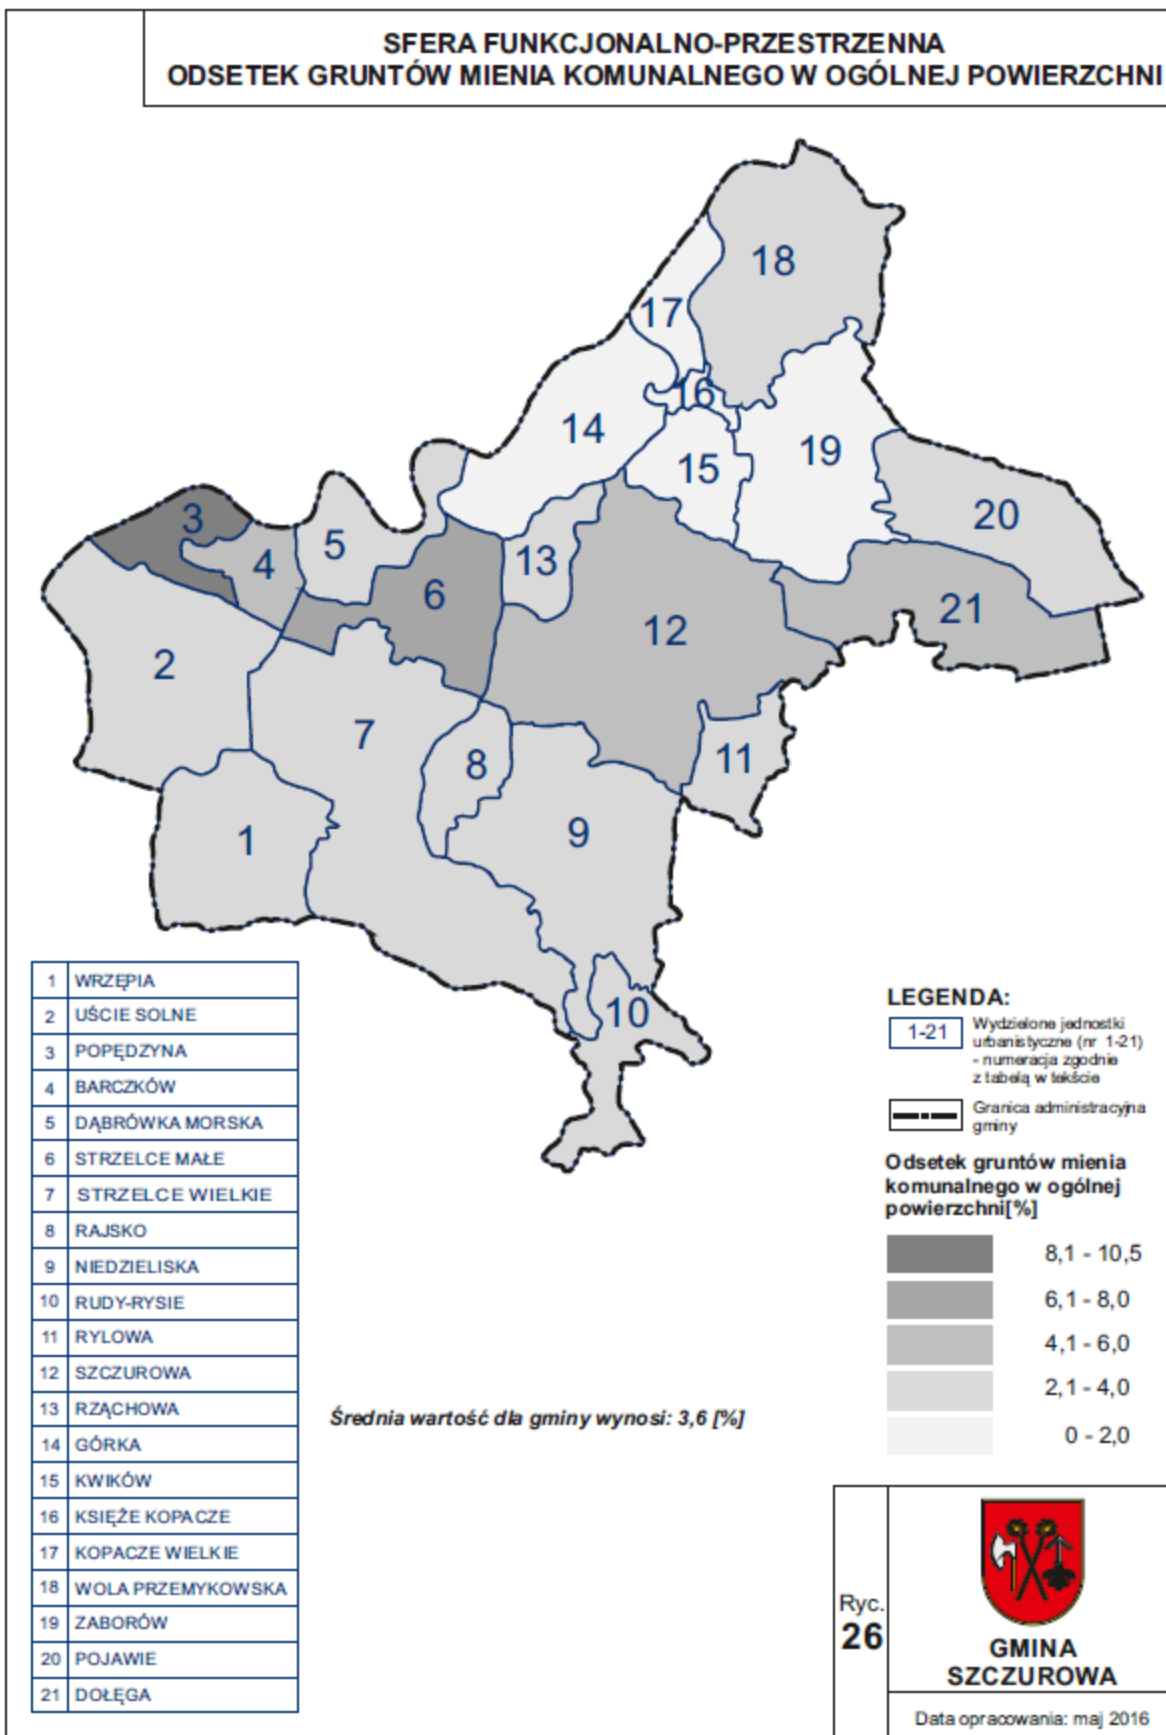 SFERA FUNKCJONALNO-PRZESTRZENNA
ODSETEK GRUNTÓW MIENIA KOMUNALNEGO W OGÓLNEJ POWIERZCHNI
18
17
16
14
19
15
20
3
5
4
13
6
21
12
2
7
11
8
9
1
10
1 WRZĘPIA
2 UŚCIE SOLNE
3 POPĘDZYNA
4 BARCZKÓW
5 DĄBRÓWKA MORSKA
6 STRZELCE MAŁE
7 STRZELCE WIELKIE
8 RAJSKO
9 NIEDZIELISKA
10 RUDY-RYSIE
11 RYLOWA
12 SZCZUROWA
13 RZĄCHOWA
14 GÓRKA
15 KWIKÓW
16 KSIĘŻE KOPACZE
17 KOPACZE WIELKIE
18 WOLA PRZEMYKOWSKA
19 ZABORÓW
20 POJAWIE
21 DOŁĘGA
Średnia wartość dla gminy wynosi: 3,6 [%]
LEGENDA:
1-21 Wydzielone jednostki
urbanistyczne (nr 1-21)
- numeracja zgodnie
z tabelą w tekście
Granica administracyjna
gminy
Odsetek gruntów mienia
komunalnego w ogólnej
powierzchni[%]
8,1 - 10,5
6,1 - 8,0
4,1 - 6,0
2,1 - 4,0
0 - 2,0
Ryc.
26
GMINA
SZCZUROWA
Data opracowania: maj 2016